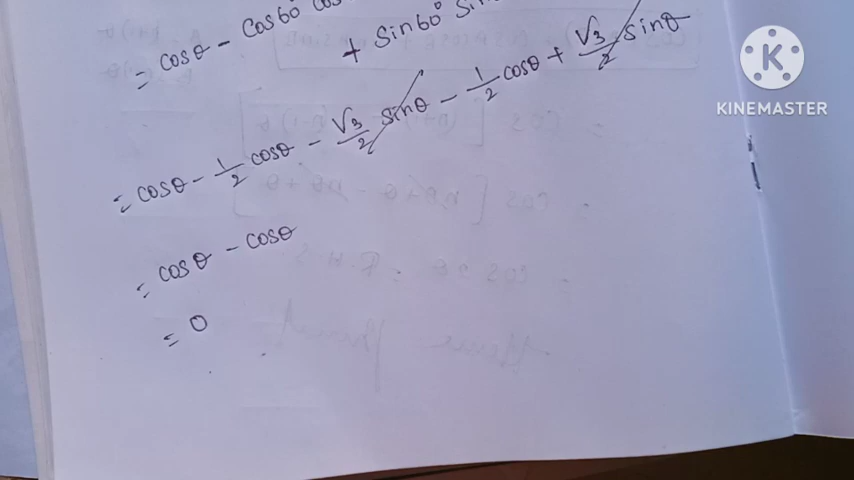 = cosθ - cos60° cos
+ sin60° sin
= cosθ - 1/2 cosθ - √3/2 sinθ - 1/2 cosθ + √3/2 sinθ
= cosθ - cosθ
= 0
K
KINEMASTER